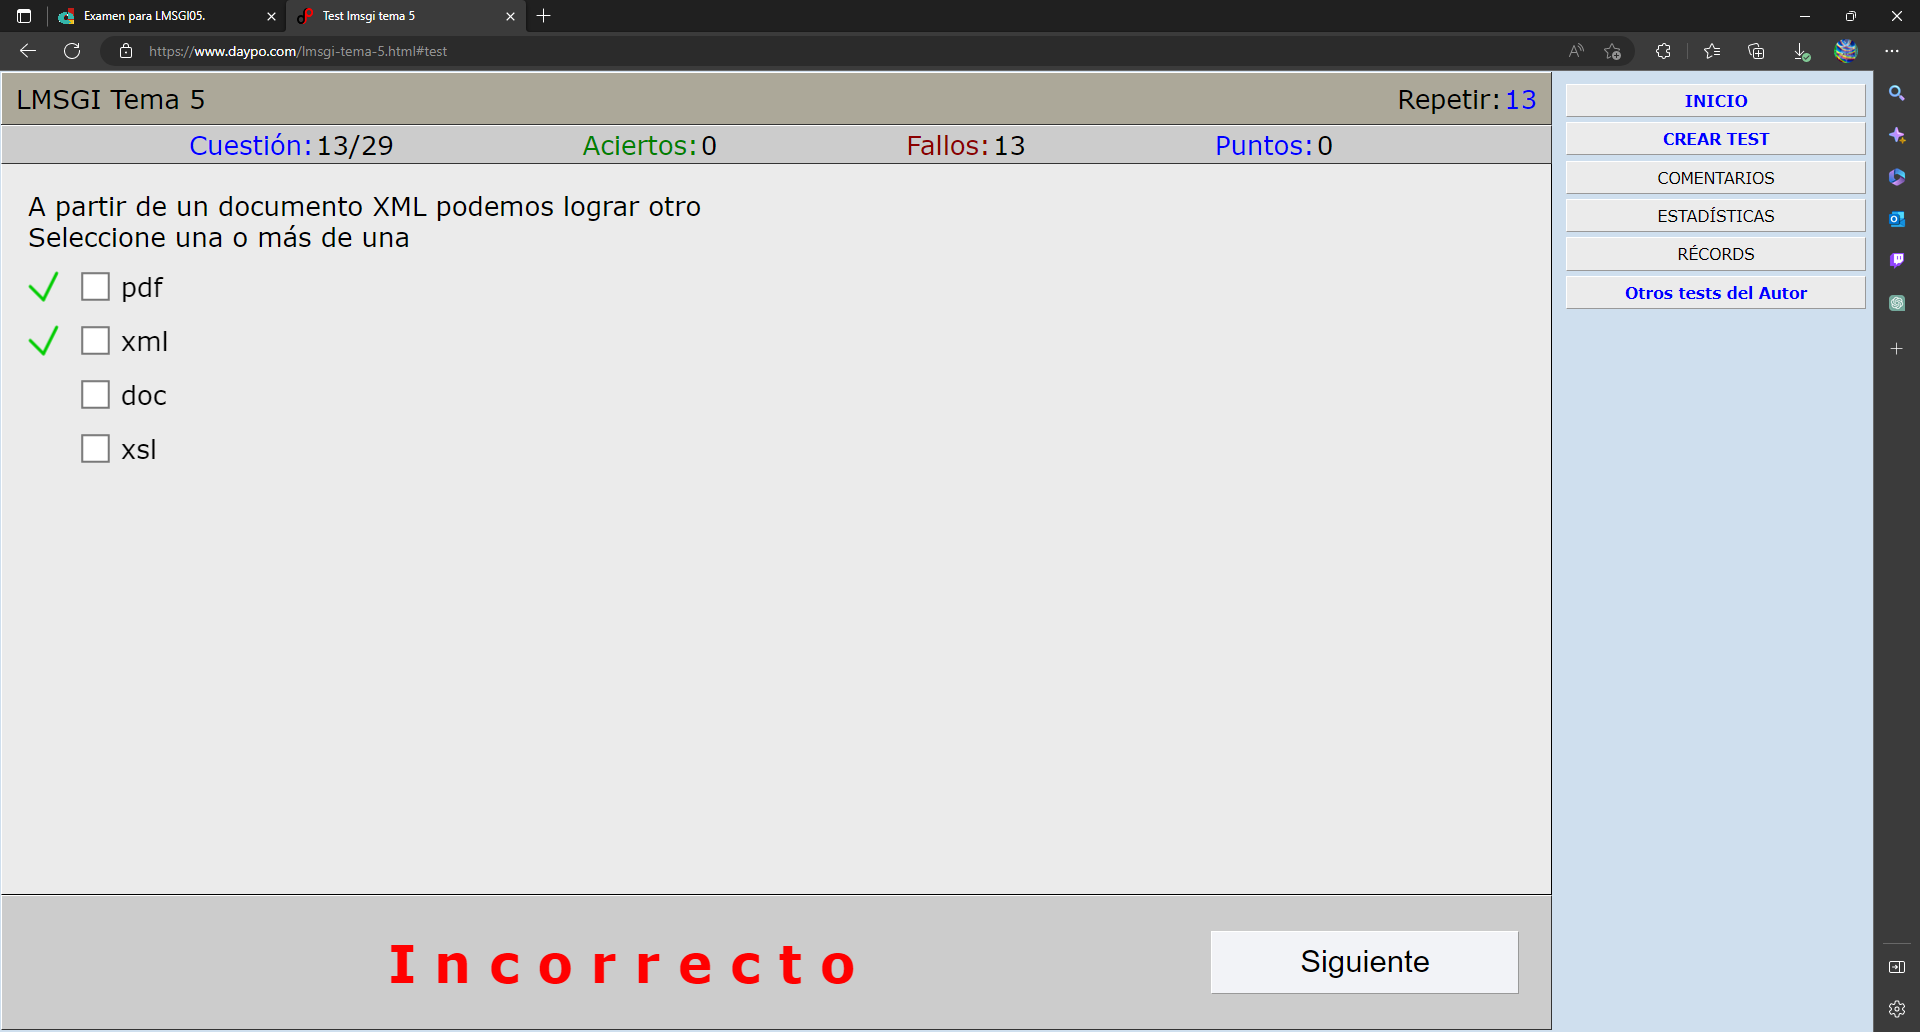 Examen para LMSGI05.
Test lmsgi tema 5
https://www.daypo.com/lmsgi-tema-5.html#test
LMSGI Tema 5
Repetir:13
Cuestión:13/29
Aciertos:0
Fallos:13
Puntos:0
A partir de un documento XML podemos lograr otro
Seleccione una o más de una
pdf
xml
doc
xsl
Incorrecto
Siguiente
INICIO
CREAR TEST
COMENTARIOS
ESTADÍSTICAS
RÉCORDS
Otros tests del Autor